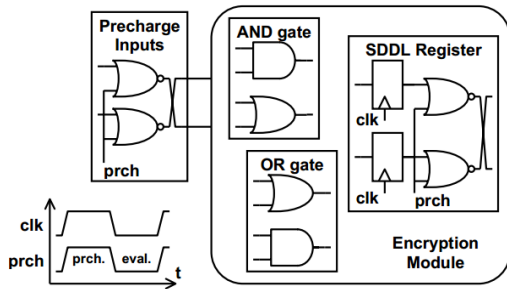 Precharge
Inputs
prch
AND gate
OR gate
SDDL Register
clk
clk
prch
Encryption
Module
clk
prch
prch.
eval.
t